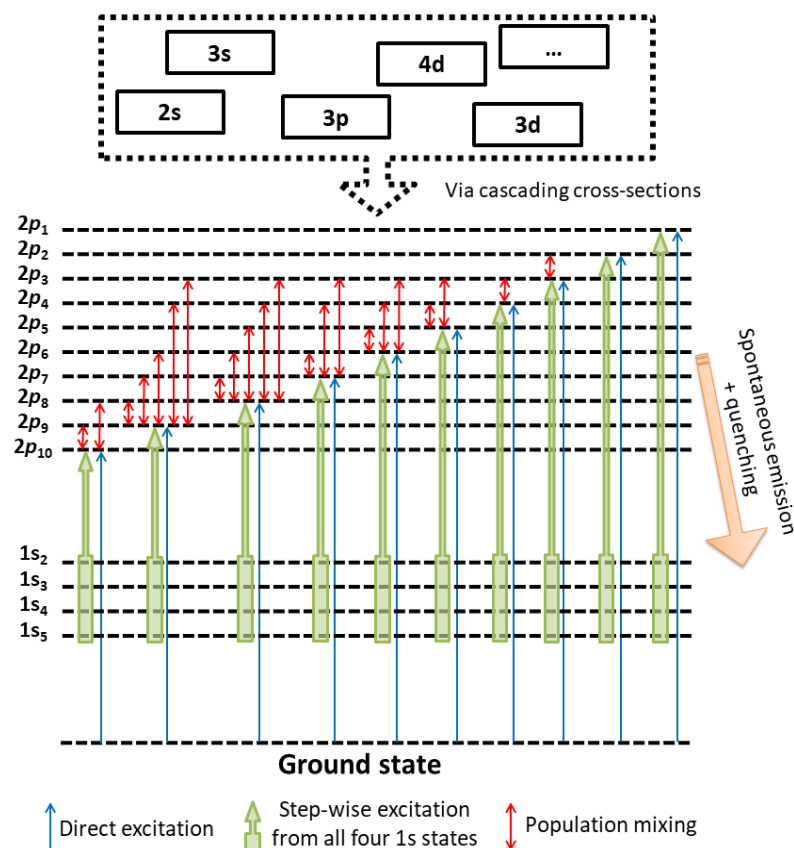 3s
4d
...
2s
3p
3d
Via cascading cross-sections
2p₁
2p₂
2p₃
2p₄
2p₅
2p₆
2p₇
2p₈
2p₉
2p₁₀
Spontaneous emission
+ quenching
1s₂
1s₃
1s₄
1s₅
Ground state
Direct excitation
Step-wise excitation
from all four 1s states
Population mixing